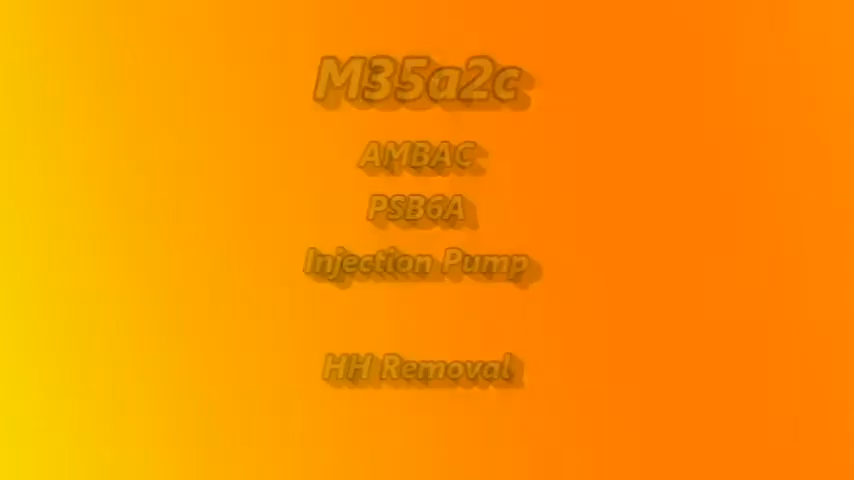 M35a2c
AMBAC
PSB6A
Injection Pump
HH Removal